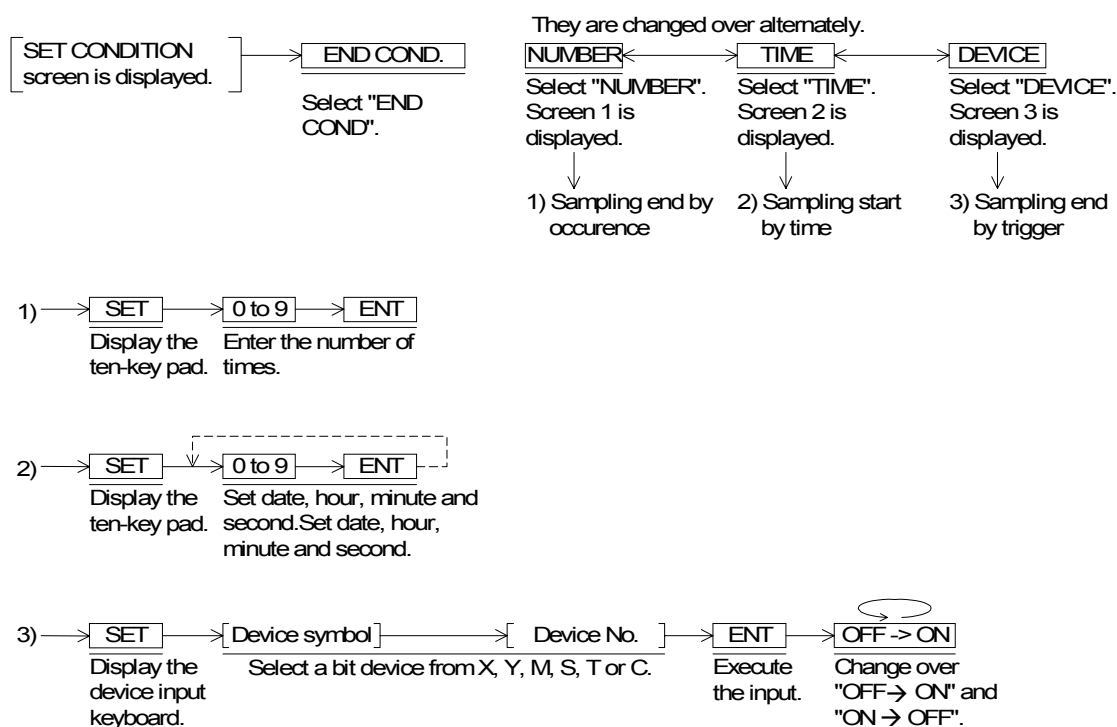 They are changed over alternately.
SET CONDITION
screen is displayed.
END COND.
Select "END
COND".
NUMBER
Select "NUMBER".
Screen 1 is
displayed.
1) Sampling end by
occurence
TIME
Select "TIME".
Screen 2 is
displayed.
2) Sampling start
by time
DEVICE
Select "DEVICE".
Screen 3 is
displayed.
3) Sampling end
by trigger
1)
SET
Display the
ten-key pad.
0 to 9
ENT
Enter the number of
times.
2)
SET
Display the
ten-key pad.
0 to 9
ENT
Set date, hour, minute and
second.Set date, hour,
minute and second.
3)
SET
Display the
device input
keyboard.
Device symbol
Device No.
Select a bit device from X, Y, M, S, T or C.
ENT
Execute
the input.
OFF -> ON
Change over
"OFF→ ON" and
"ON → OFF".